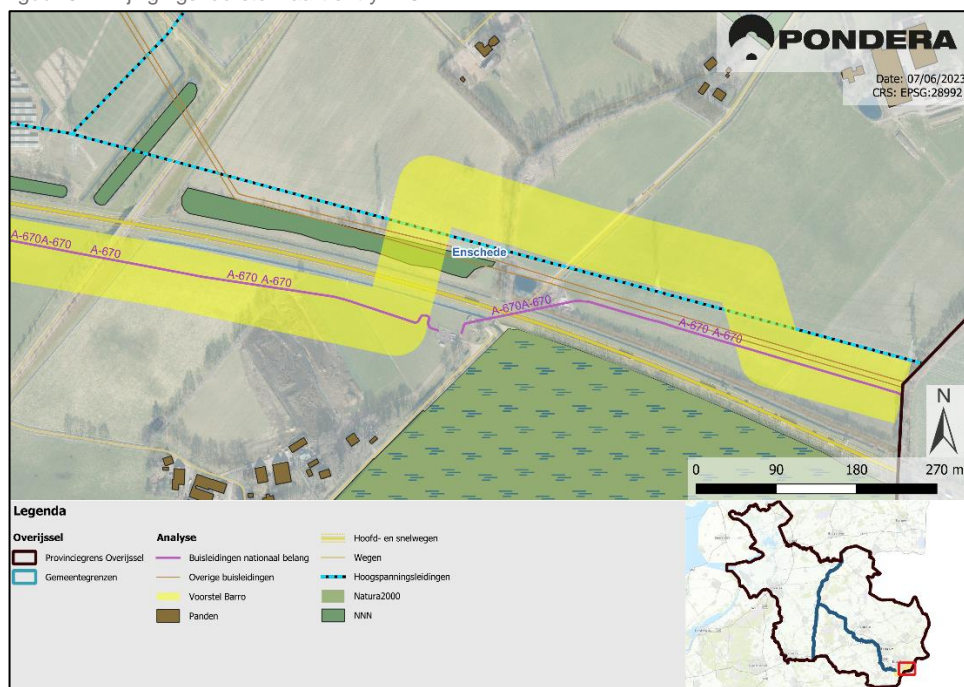 PONDERA
Date: 07/06/2023
CRS: EPSG:28992
A-670A-670
A-670
A-670 A-670
Enschede
A-670A-670
A-670 A-670
N
0 90 180 270 m
Legenda
Overijssel
Provinciegrens Overijssel
Gemeentegrenzen
Analyse
Buisleidingen nationaal belang
Overige buisleidingen
Voorstel Barro
Panden
Hoofd- en snelwegen
Wegen
Hoogspanningsleidingen
Natura2000
NNN